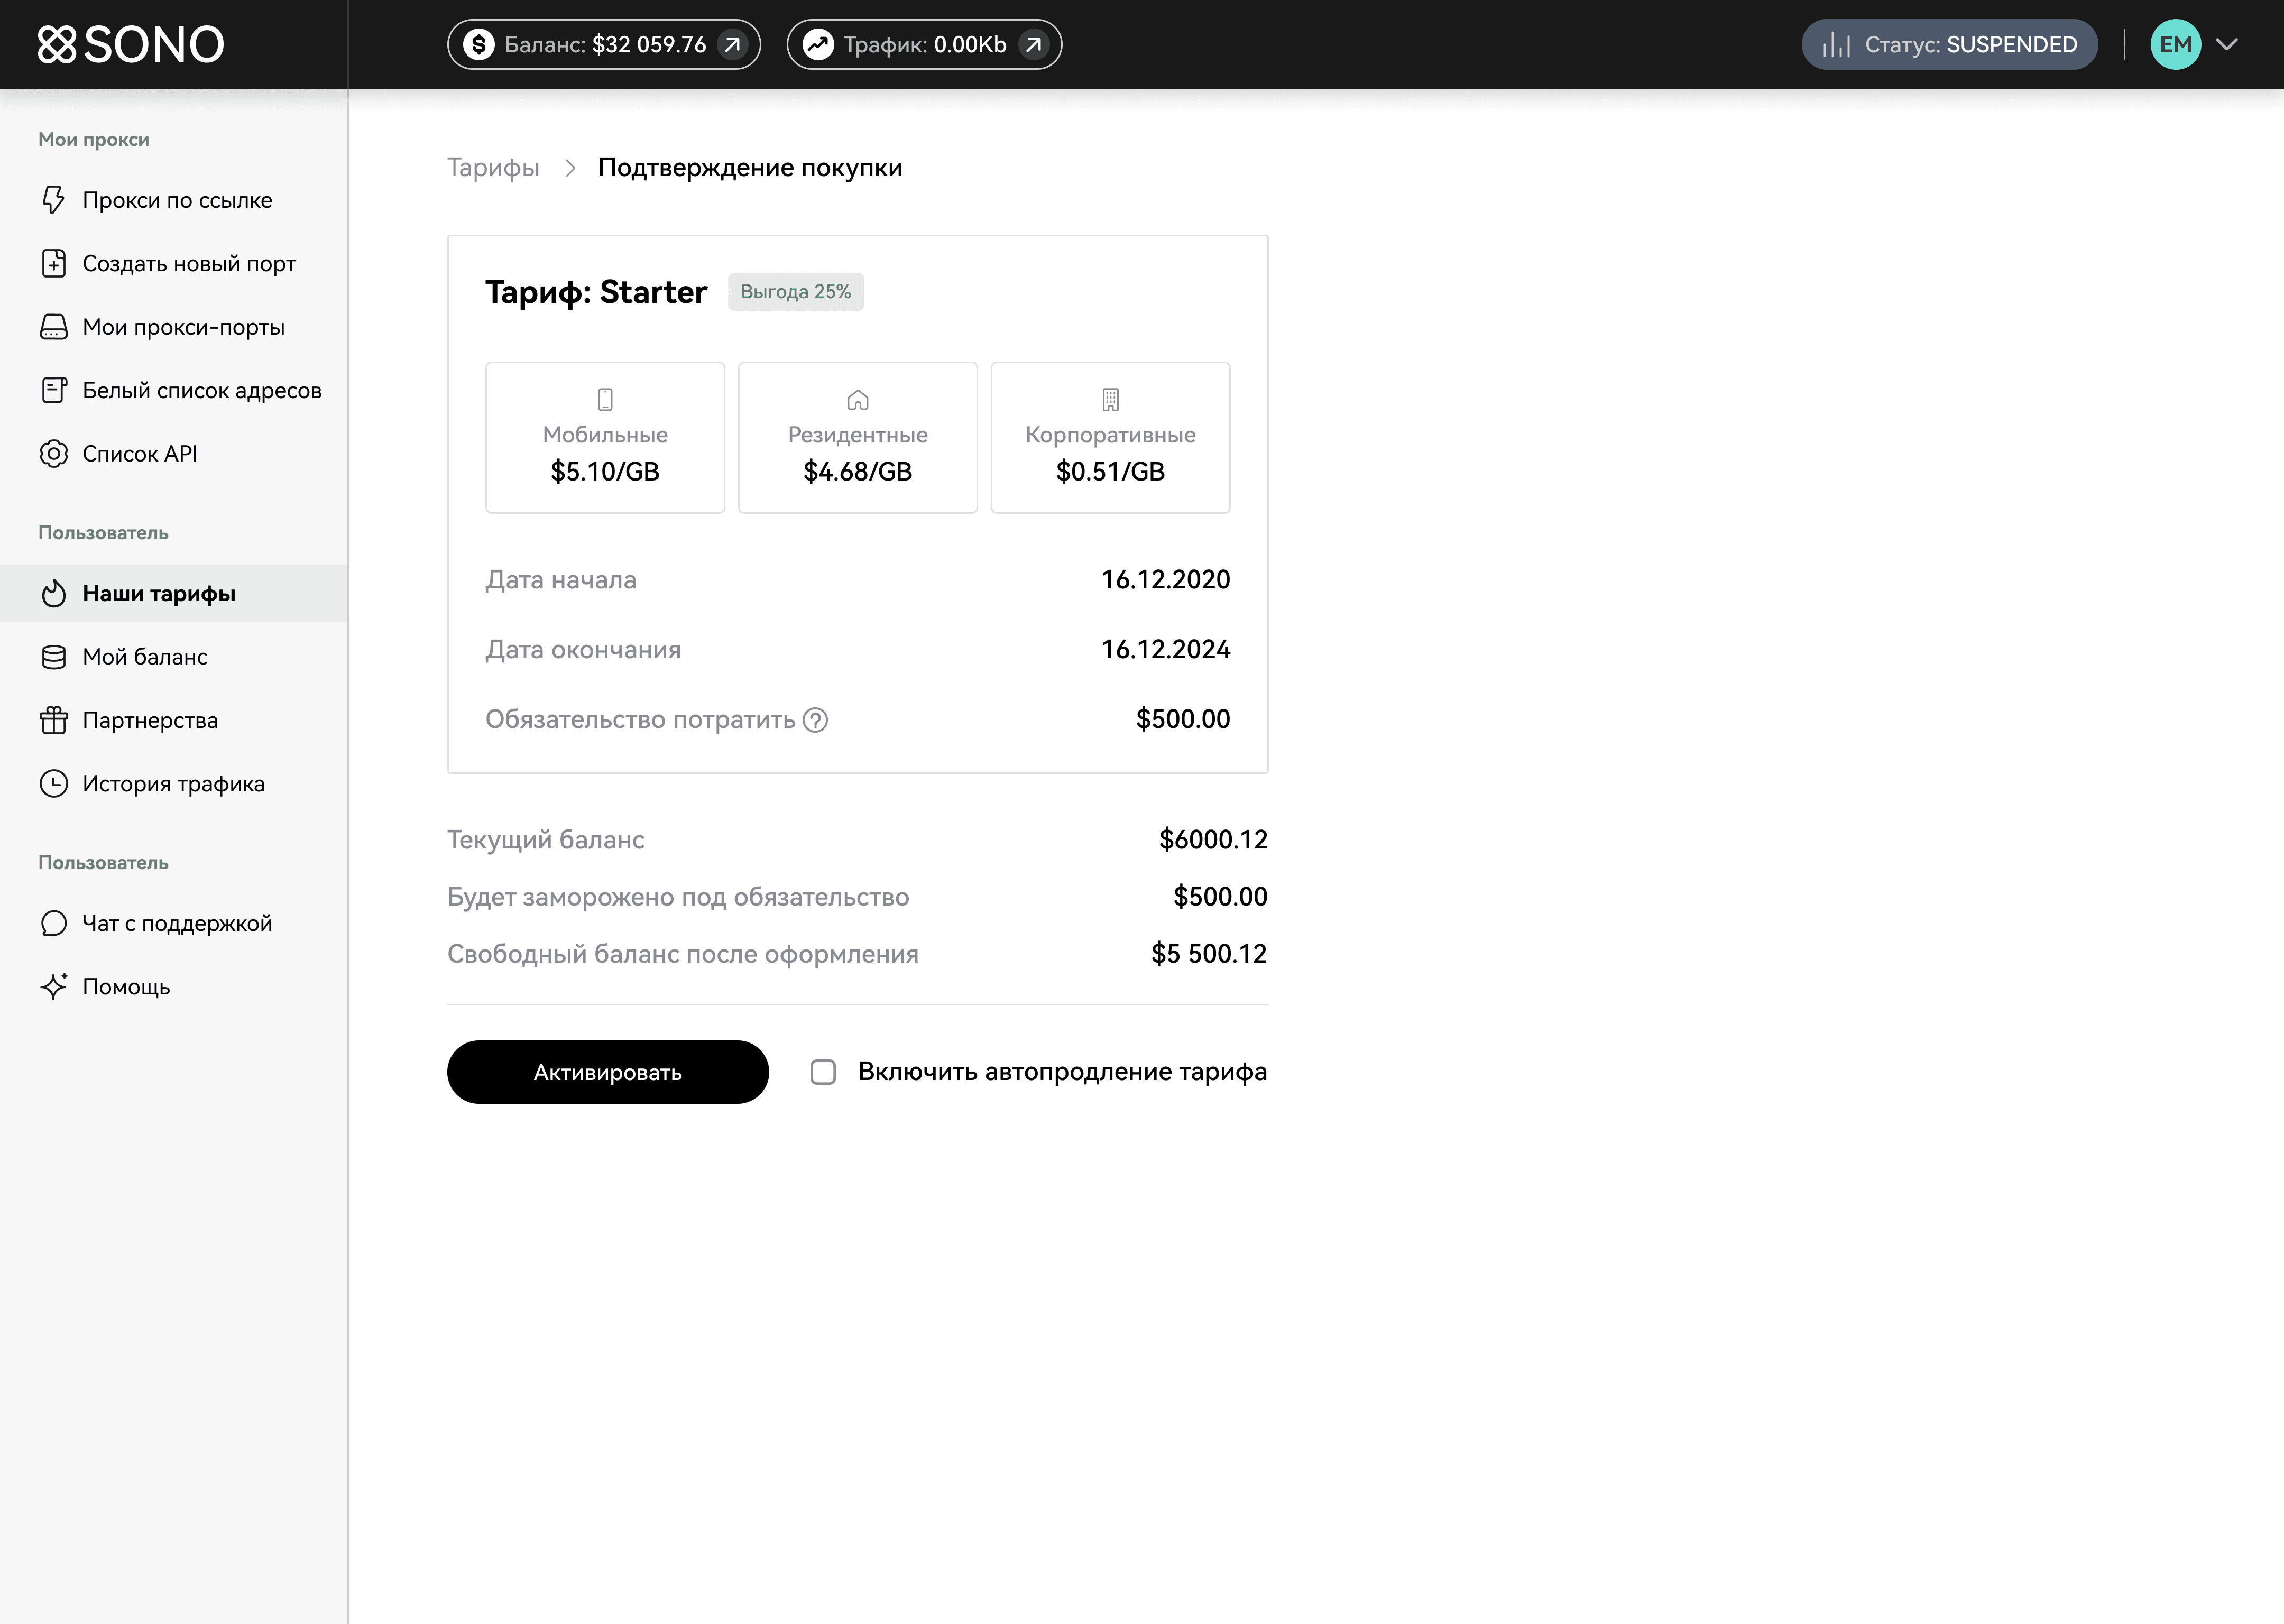 SONO
Баланс: $32 059.76
Трафик: 0.00Kb
Статус: SUSPENDED
EM
Мои прокси
Прокси по ссылке
Создать новый порт
Мои прокси-порты
Белый список адресов
Список API
Пользователь
Наши тарифы
Мой баланс
Партнерства
История трафика
Пользователь
Чат с поддержкой
Помощь
Тарифы > Подтверждение покупки
Тариф: Starter
Выгода 25%
Мобильные
$5.10/GB
Резидентные
$4.68/GB
Корпоративные
$0.51/GB
Дата начала 16.12.2020
Дата окончания 16.12.2024
Обязательство потратить $500.00
Текущий баланс $6000.12
Будет заморожено под обязательство $500.00
Свободный баланс после оформления $5 500.12
Активировать
Включить автопродление тарифа